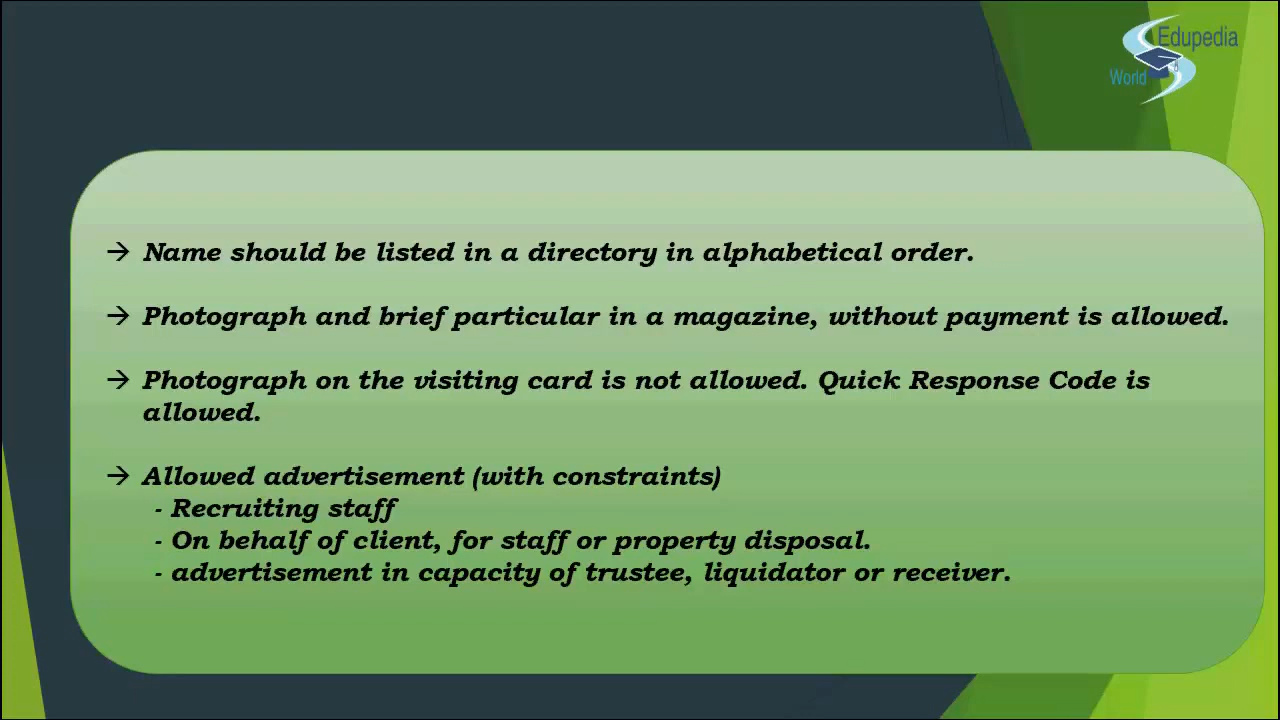 Edupedia
World
→ Name should be listed in a directory in alphabetical order.
→ Photograph and brief particular in a magazine, without payment is allowed.
→ Photograph on the visiting card is not allowed. Quick Response Code is
allowed.
→ Allowed advertisement (with constraints)
- Recruiting staff
- On behalf of client, for staff or property disposal.
- advertisement in capacity of trustee, liquidator or receiver.